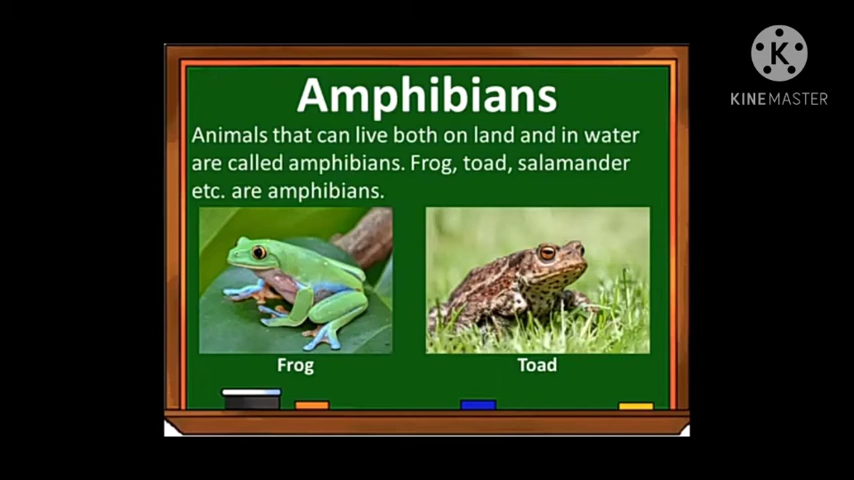 Amphibians
Animals that can live both on land and in water
are called amphibians. Frog, toad, salamander
etc. are amphibians.
Frog
Toad
K
KINEMASTER